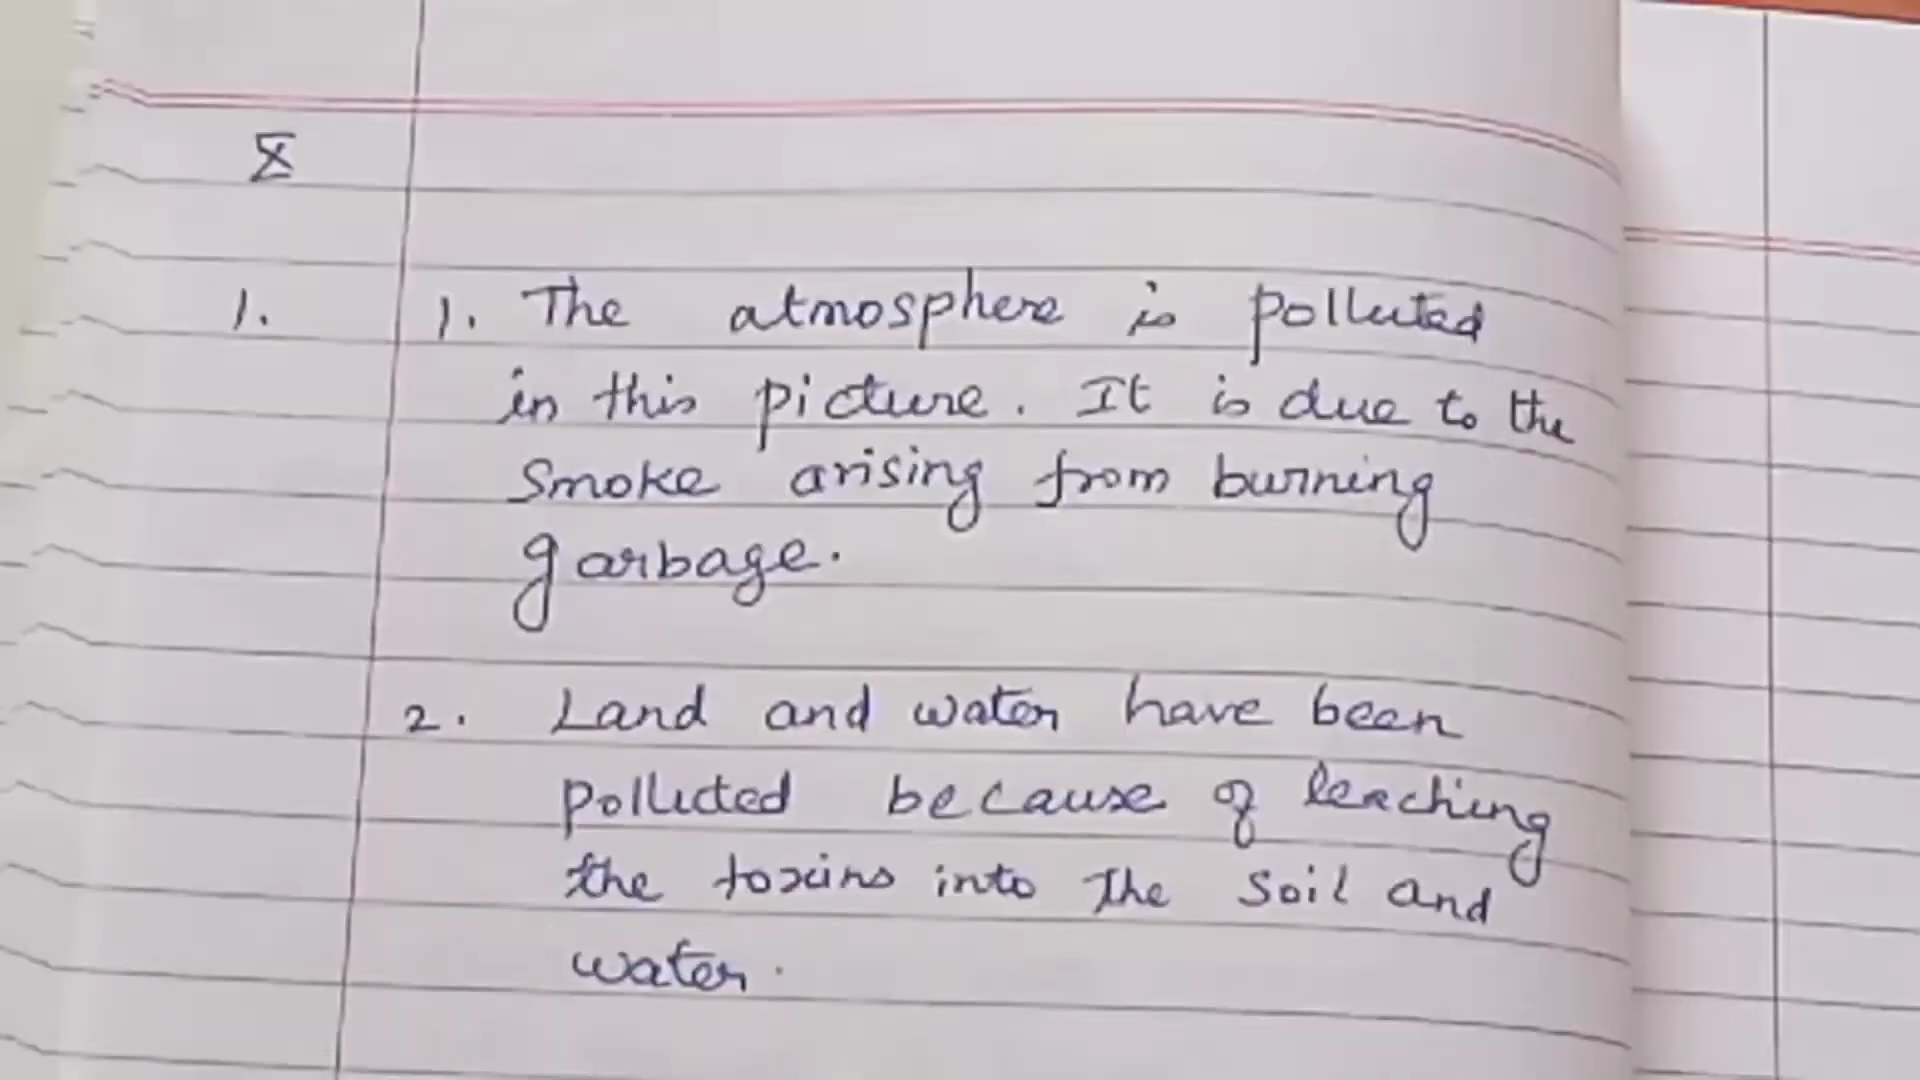 X
1. 1. The atmosphere is polluted
in this picture. It is due to the
smoke arising from burning
garbage.
2. Land and water have been
polluted because of leaching
the toxins into the soil and
water.